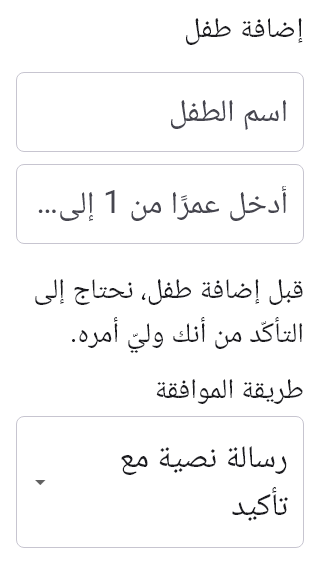 إضافة طفل
اسم الطفل
أدخل عمرًا من 1 إلى...
قبل إضافة طفل، نحتاج إلى
التأكّد من أنك وليّ أمره.
طريقة الموافقة
رسالة نصية مع
تأكيد